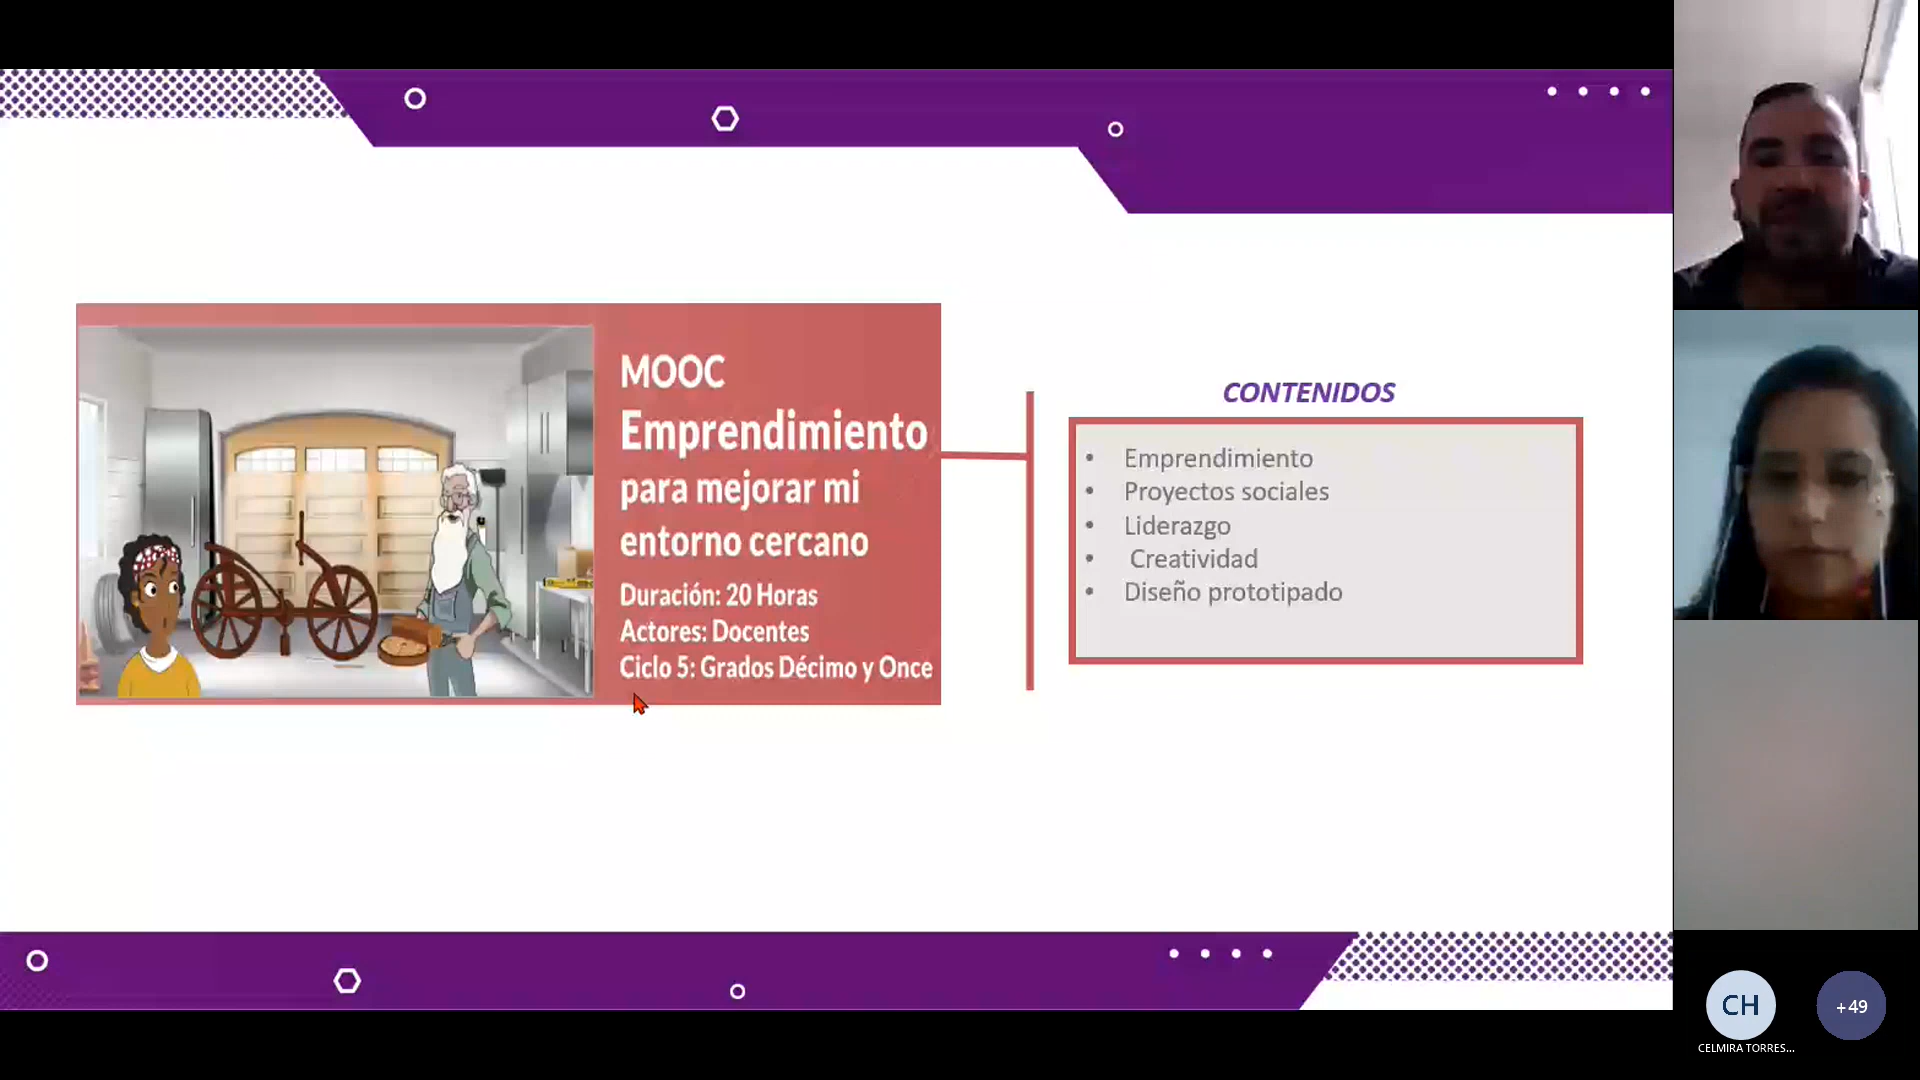 MOOC
Emprendimiento
para mejorar mi
entorno cercano
Duración: 20 Horas
Actores: Docentes
Ciclo 5: Grados Décimo y Once
CONTENIDOS
• Emprendimiento
• Proyectos sociales
• Liderazgo
• Creatividad
• Diseño prototipado
CH
+49
CELMIRA TORRES...